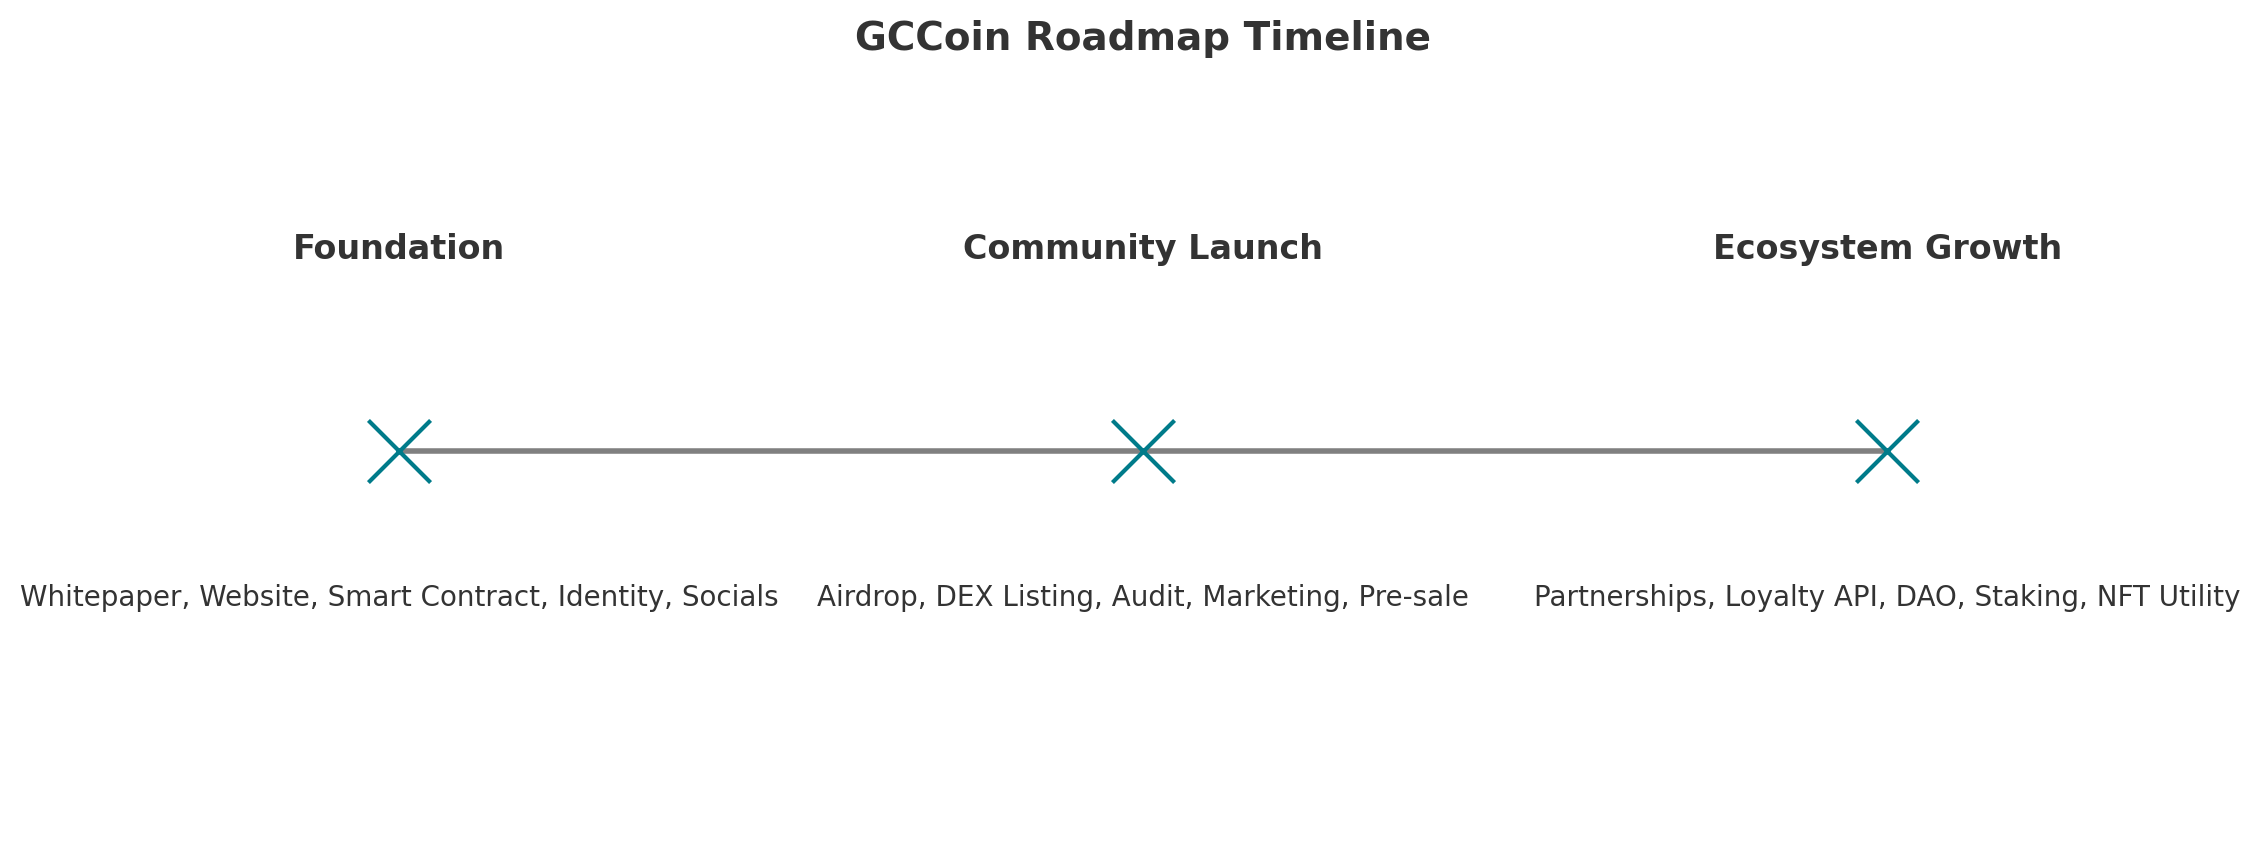 GCCoin Roadmap Timeline
Foundation
Community Launch
Ecosystem Growth
Whitepaper, Website, Smart Contract, Identity, Socials
Airdrop, DEX Listing, Audit, Marketing, Pre-sale
Partnerships, Loyalty API, DAO, Staking, NFT Utility